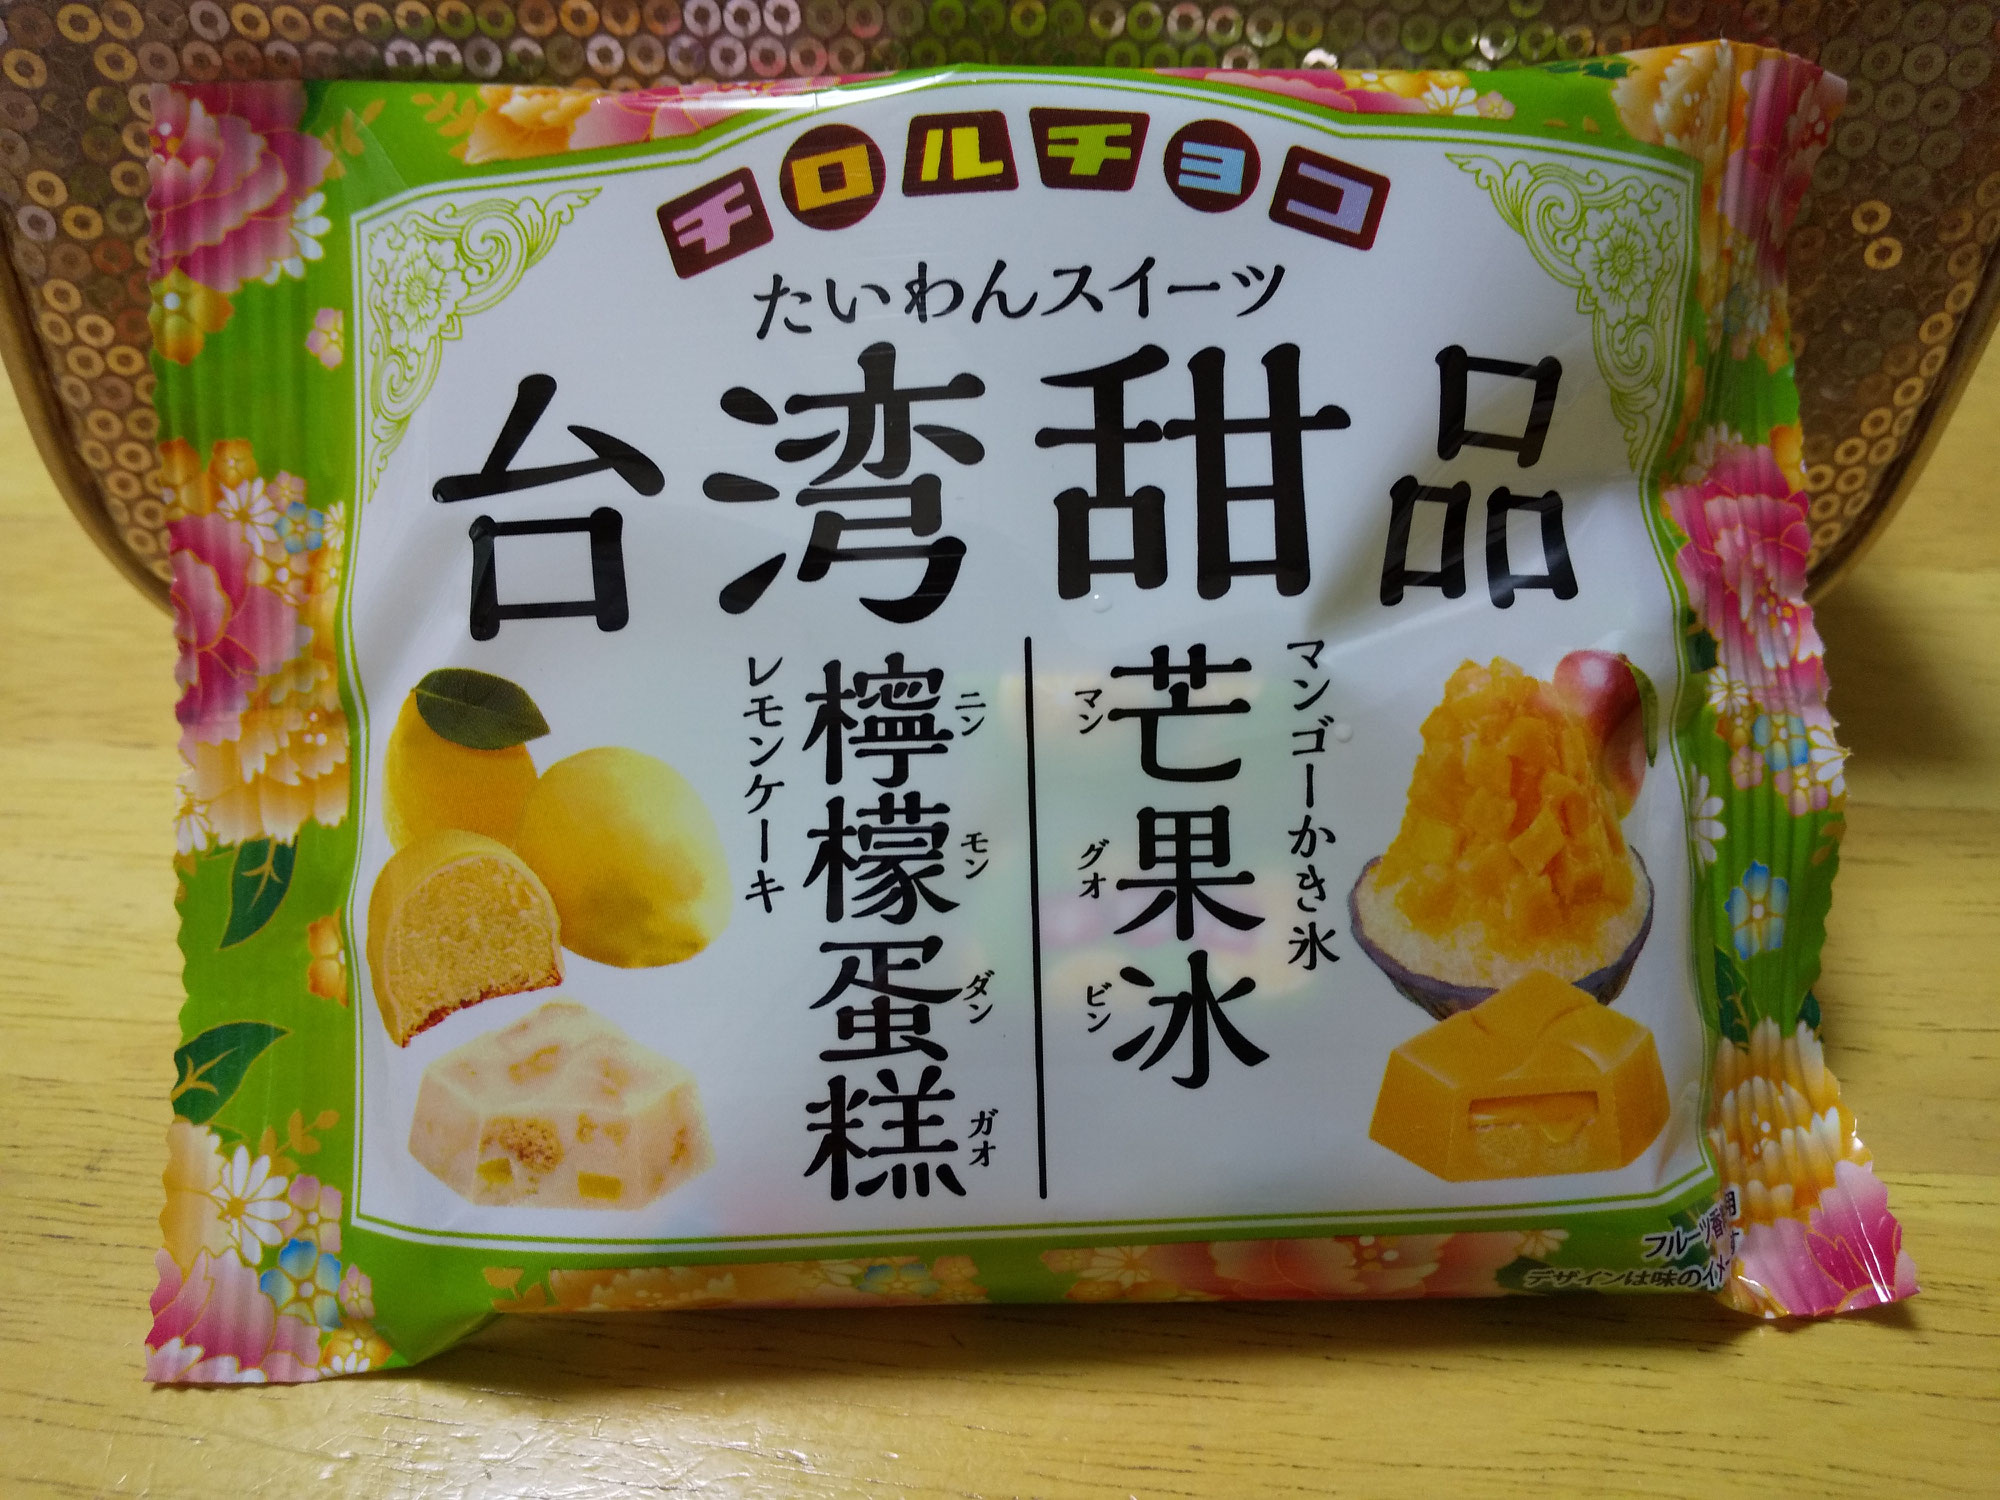 チロルチョコ
たいわんスイーツ
台湾甜品
マンゴーかき氷
芒果冰
マングオビン
ニンモンダンガオ
檸檬蛋糕
レモンケーキ
フルーツ香
デザインは味のイメー